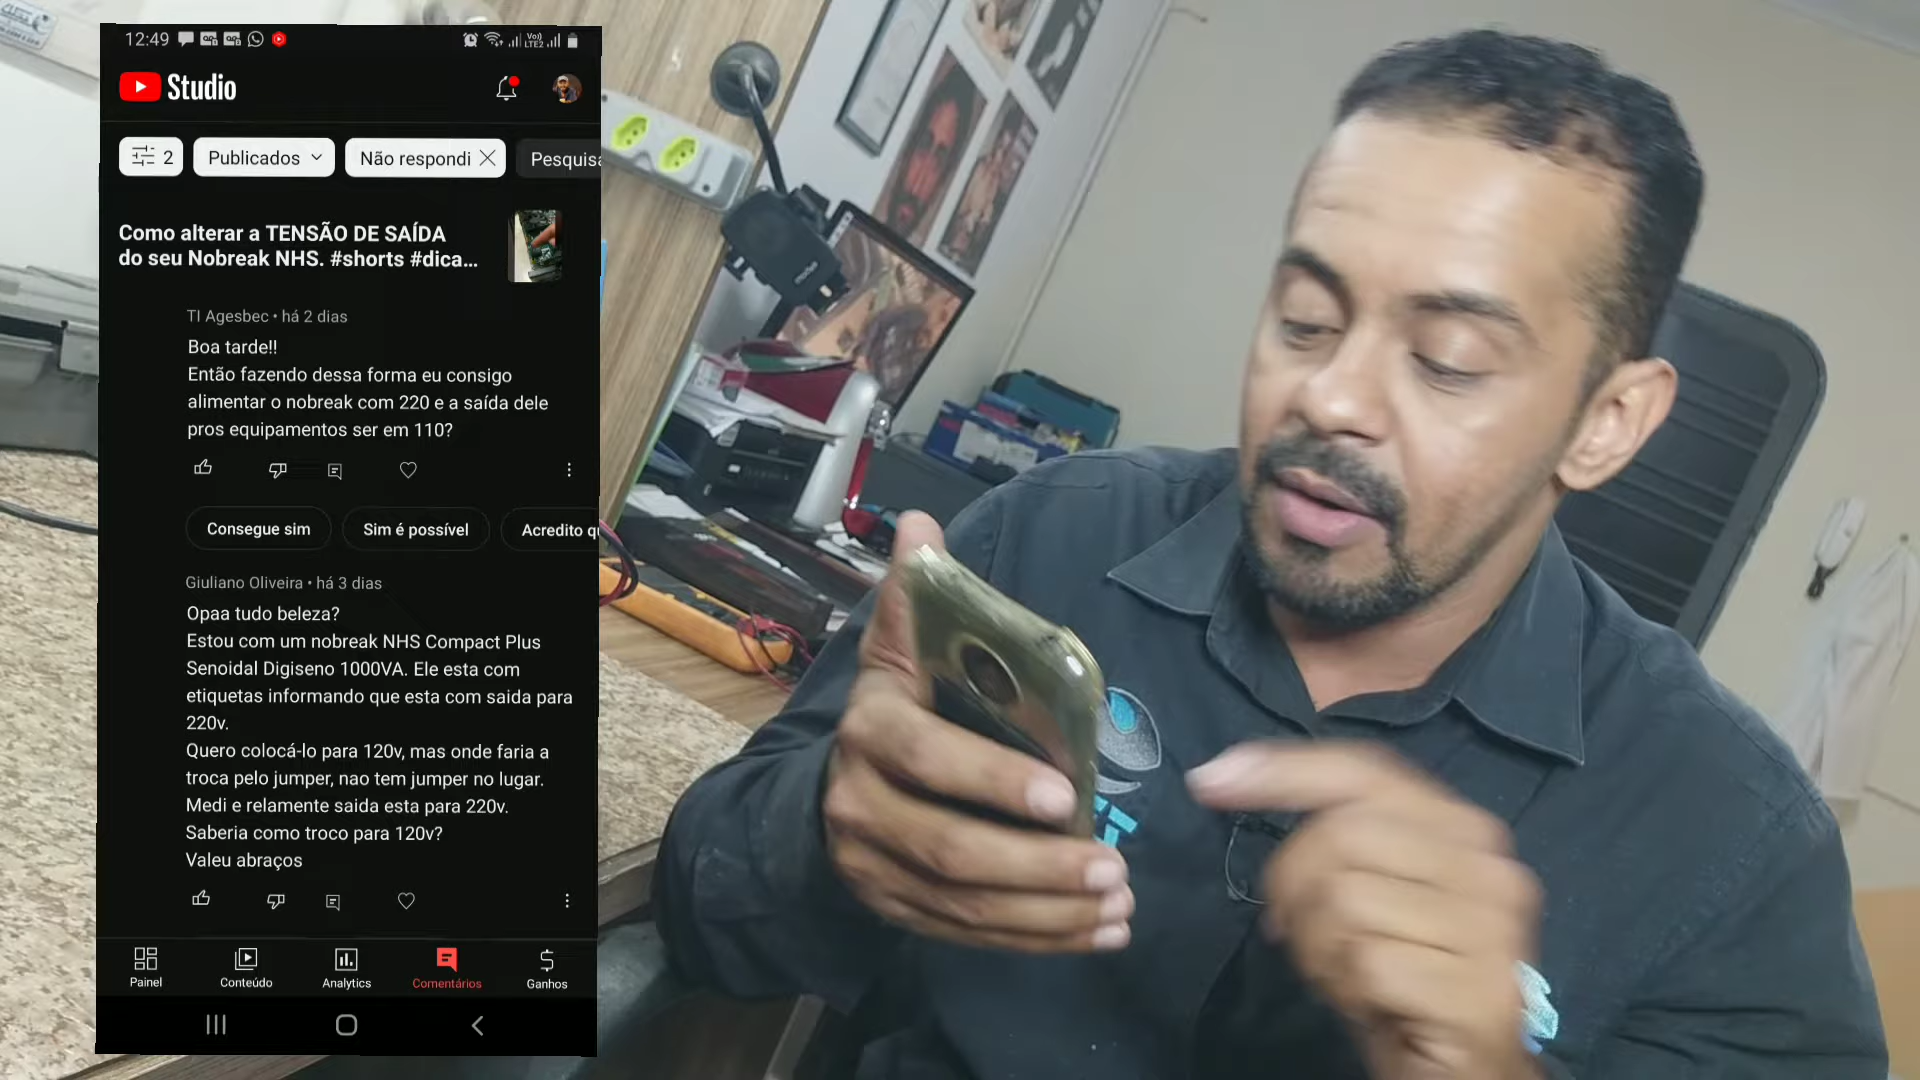 12:49
Vo)
LTE2
Studio
2
Publicados
Não respondi
Pesquisa
Como alterar a TENSÃO DE SAÍDA
do seu Nobreak NHS. #shorts #dica...
TI Agesbec • há 2 dias
Boa tarde!!
Então fazendo dessa forma eu consigo
alimentar o nobreak com 220 e a saída dele
pros equipamentos ser em 110?
Consegue sim
Sim é possível
Acredito qu
Giuliano Oliveira • há 3 dias
Opaa tudo beleza?
Estou com um nobreak NHS Compact Plus
Senoidal Digiseno 1000VA. Ele esta com
etiquetas informando que esta com saida para
220v.
Quero colocá-lo para 120v, mas onde faria a
troca pelo jumper, nao tem jumper no lugar.
Medi e relamente saida esta para 220v.
Saberia como troco para 120v?
Valeu abraços
Painel
Conteúdo
Analytics
Comentários
Ganhos